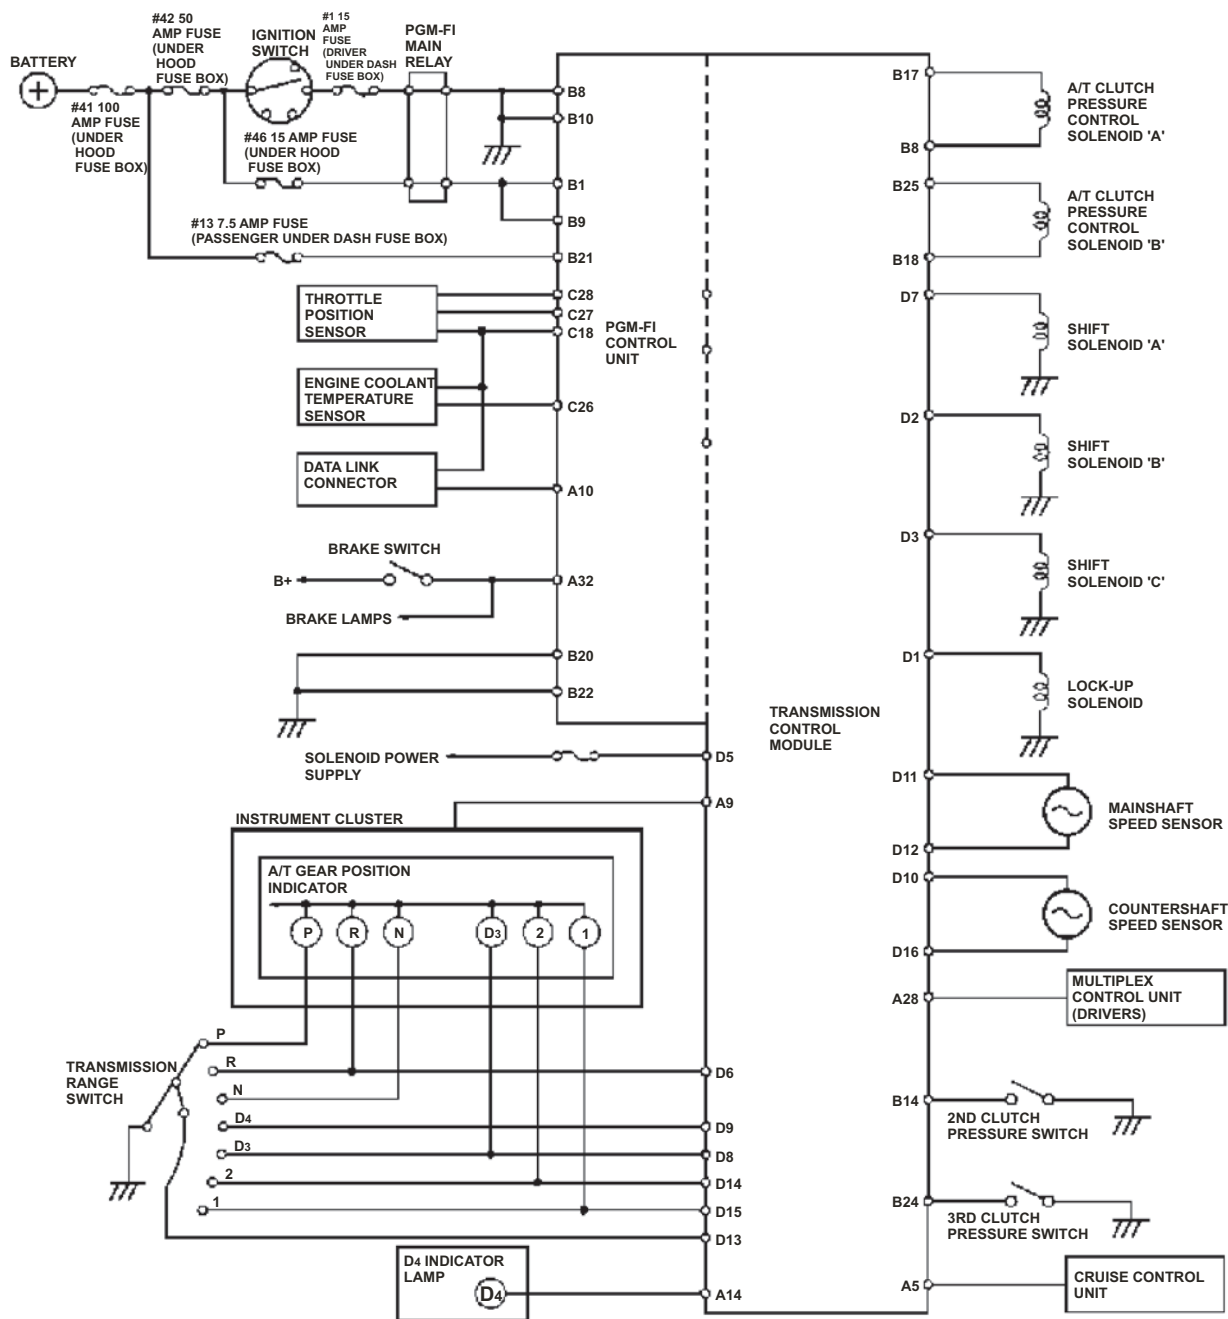 #42 50
AMP FUSE
(UNDER
HOOD
FUSE BOX)
IGNITION
SWITCH
#1 15
AMP
FUSE
(DRIVER
UNDER DASH
FUSE BOX)
PGM-FI
MAIN
RELAY
BATTERY
+
#41 100
AMP FUSE
(UNDER
HOOD
FUSE BOX)
#46 15 AMP FUSE
(UNDER HOOD
FUSE BOX)
#13 7.5 AMP FUSE
(PASSENGER UNDER DASH FUSE BOX)
B8
B10
B1
B9
B21
THROTTLE
POSITION
SENSOR
C28
C27
C18
PGM-FI
CONTROL
UNIT
ENGINE COOLANT
TEMPERATURE
SENSOR
C26
DATA LINK
CONNECTOR
A10
BRAKE SWITCH
B+
A32
BRAKE LAMPS
B20
B22
SOLENOID POWER
SUPPLY
D5
A9
TRANSMISSION
CONTROL
MODULE
INSTRUMENT CLUSTER
A/T GEAR POSITION
INDICATOR
P R N D3 2 1
TRANSMISSION
RANGE
SWITCH
P
R
D6
N
D4
D9
D3
D8
2
D14
1
D15
D13
D4 INDICATOR
LAMP
D4
A14
B17
B8
A/T CLUTCH
PRESSURE
CONTROL
SOLENOID 'A'
B25
B18
A/T CLUTCH
PRESSURE
CONTROL
SOLENOID 'B'
D7
SHIFT
SOLENOID 'A'
D2
SHIFT
SOLENOID 'B'
D3
SHIFT
SOLENOID 'C'
D1
LOCK-UP
SOLENOID
D11
D12
MAINSHAFT
SPEED SENSOR
D10
D16
COUNTERSHAFT
SPEED SENSOR
A28
MULTIPLEX
CONTROL UNIT
(DRIVERS)
B14
2ND CLUTCH
PRESSURE SWITCH
B24
3RD CLUTCH
PRESSURE SWITCH
A5
CRUISE CONTROL
UNIT